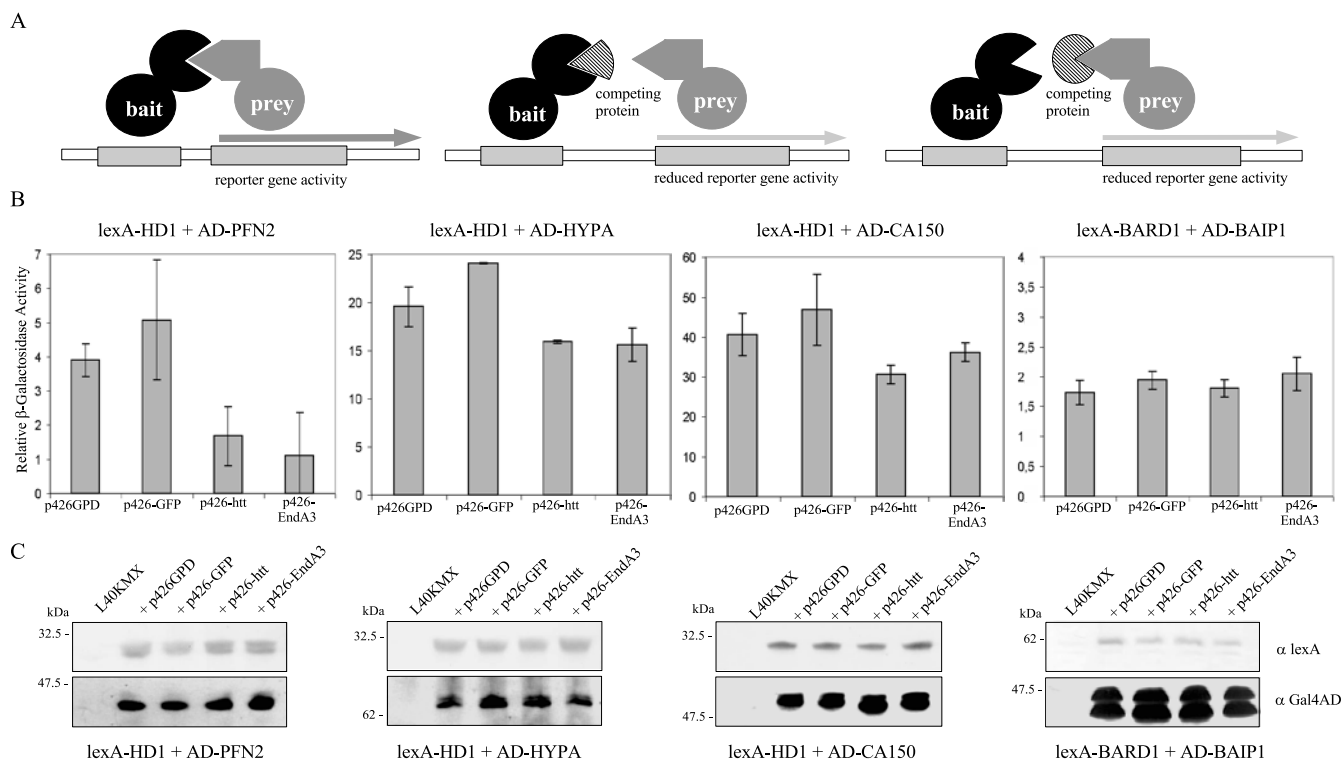 A
bait
prey
reporter gene activity
bait
competing
protein
prey
reduced reporter gene activity
bait
competing
protein
prey
reduced reporter gene activity
B
lexA-HD1 + AD-PFN2
lexA-HD1 + AD-HYPA
lexA-HD1 + AD-CA150
lexA-BARD1 + AD-BAIP1
Relative β-Galactosidase Activity
7
6
5
4
3
2
1
0
p426GPD
p426-GFP
p426-htt
p426-
EndA3
25
20
15
10
5
0
p426GPD
p426-GFP
p426-htt
p426-
EndA3
60
50
40
30
20
10
0
p426GPD
p426-GFP
p426-htt
p426-
EndA3
4
3,5
3
2,5
2
1,5
1
0,5
0
p426GPD
p426-GFP
p426-htt
p426-
EndA3
C
kDa
L40KMX
+ p426GPD
+ p426-GFP
+ p426-htt
+ p426-EndA3
32.5 -
47.5 -
lexA-HD1 + AD-PFN2
kDa
L40KMX
+ p426GPD
+ p426-GFP
+ p426-htt
+ p426-EndA3
32.5 -
62 -
lexA-HD1 + AD-HYPA
kDa
L40KMX
+ p426GPD
+ p426-GFP
+ p426-htt
+ p426-EndA3
32.5 -
47.5 -
lexA-HD1 + AD-CA150
kDa
L40KMX
+ p426GPD
+ p426-GFP
+ p426-htt
+ p426-EndA3
62 -
α lexA
47.5 -
α Gal4AD
lexA-BARD1 + AD-BAIP1